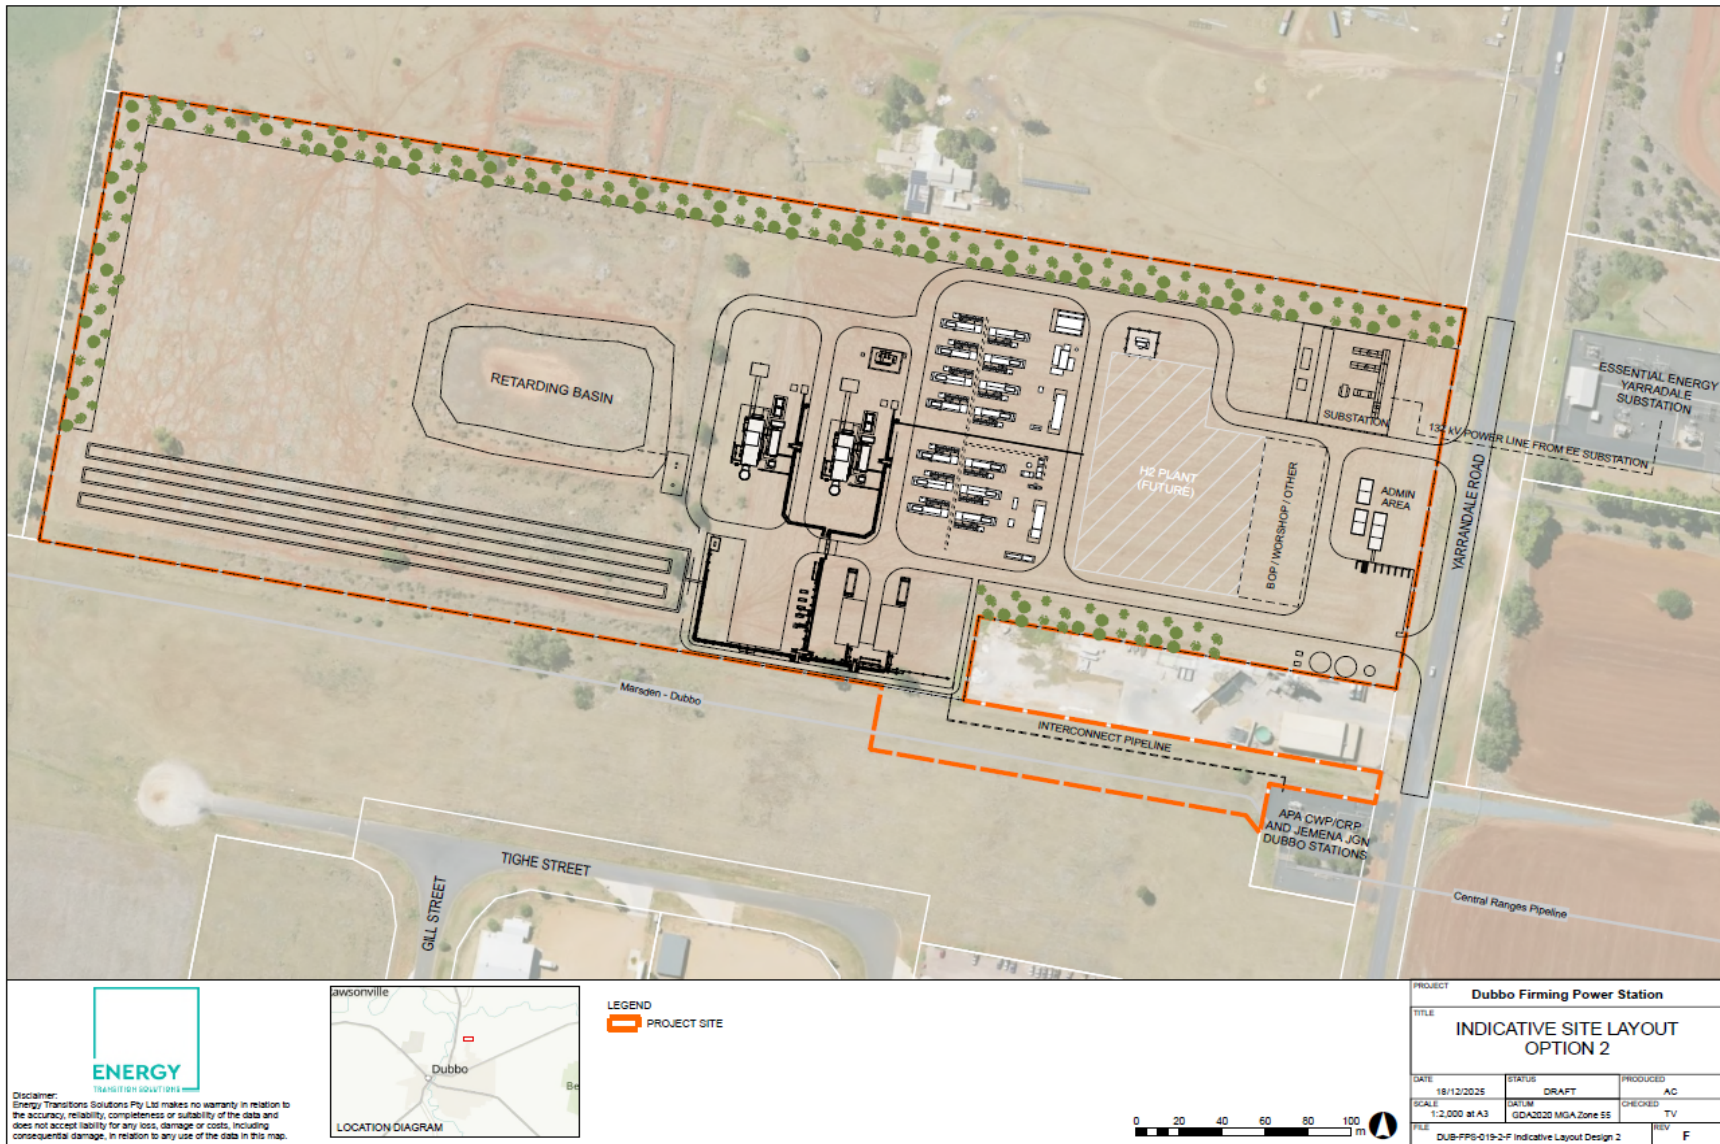 RETARDING BASIN
H2 PLANT
(FUTURE)
BOP / WORSHOP / OTHER
SUBSTATION
ADMIN
AREA
132 kV POWER LINE FROM EE SUBSTATION
ESSENTIAL ENERGY
YARRADALE
SUBSTATION
YARRANDALE ROAD
Marsden - Dubbo
INTERCONNECT PIPELINE
APA CWP/CRP
AND JEMENA JGN
DUBBO STATIONS
Central Ranges Pipeline
TIGHE STREET
GILL STREET
ENERGY
TRANSITION SOLUTIONS
Disclaimer:
Energy Transitions Solutions Pty Ltd makes no warranty in relation to
the accuracy, reliability, completeness or suitability of the data and
does not accept liability for any loss, damage or costs, including
consequential damage, in relation to any use of the data in this map.
awsonville
Dubbo
Be
LOCATION DIAGRAM
LEGEND
PROJECT SITE
0 20 40 60 80 100
m
PROJECT
Dubbo Firming Power Station
TITLE
INDICATIVE SITE LAYOUT
OPTION 2
DATE
18/12/2025
STATUS
DRAFT
PRODUCED
AC
SCALE
1:2,000 at A3
DATUM
GDA2020 MGA Zone 55
CHECKED
TV
FILE
DUB-FPS-019-2-F Indicative Layout Design 2
REV
F